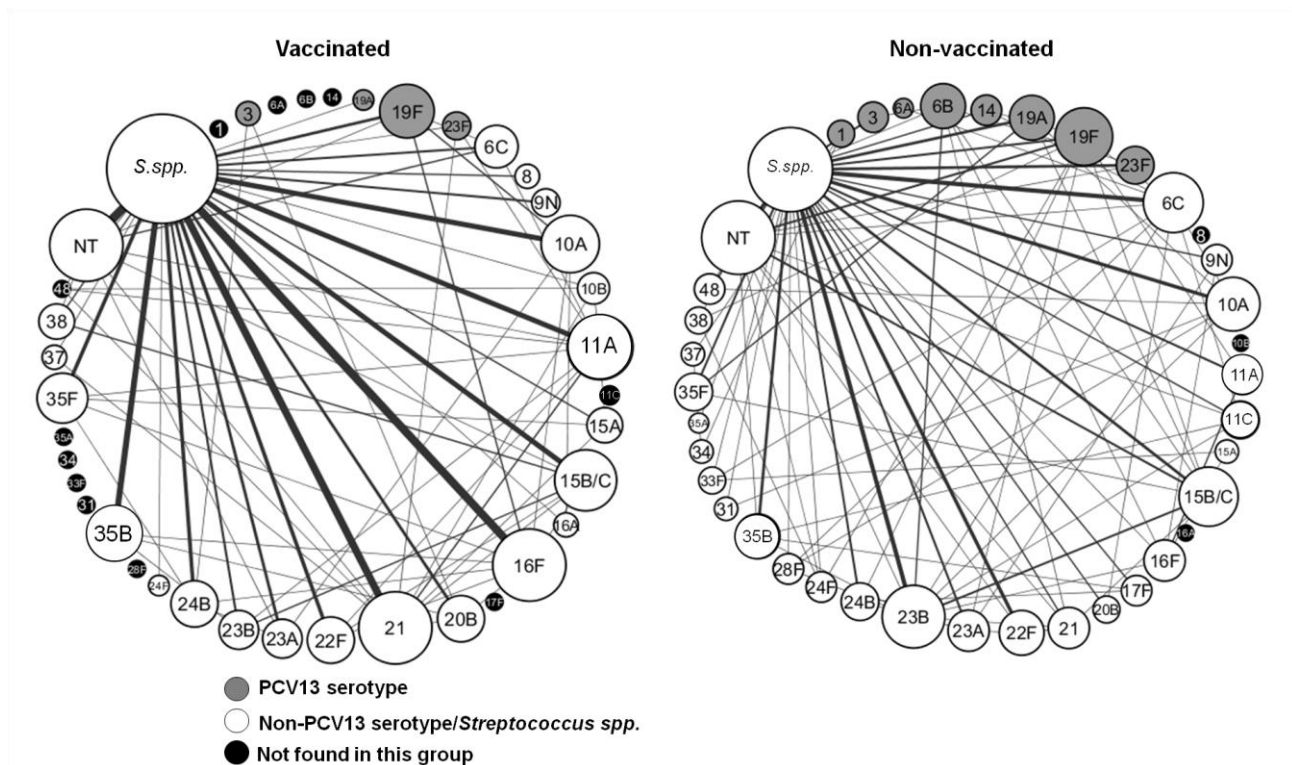 Vaccinated
S.spp.
1
3
6A
6B
14
19A
19F
23F
6C
8
9N
10A
10B
11A
11C
15A
15B/C
16A
16F
17F
20B
21
22F
23A
23B
24B
24F
28F
35B
31
33F
34
35A
35F
37
38
48
NT
Non-vaccinated
S.spp.
1
3
6A
6B
14
19A
19F
23F
6C
8
9N
10A
10B
11A
11C
15A
15B/C
16A
16F
17F
20B
21
22F
23A
23B
24B
24F
28F
35B
31
33F
34
35A
35F
37
38
48
NT
PCV13 serotype
Non-PCV13 serotype/Streptococcus spp.
Not found in this group